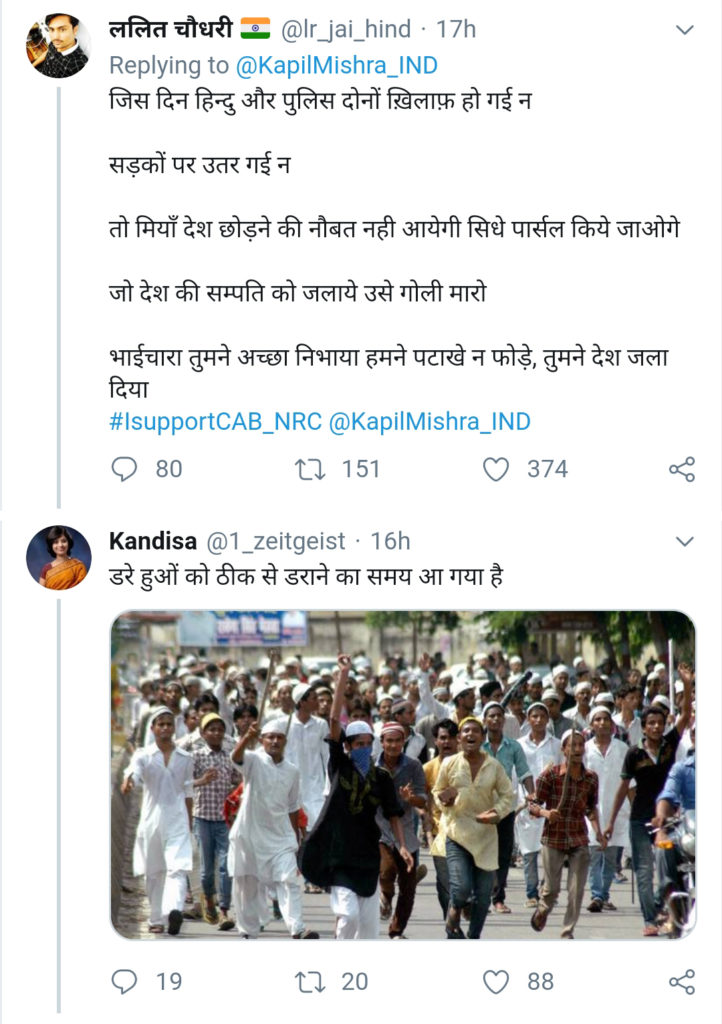 ललित चौधरी 🇮🇳 @lr_jai_hind · 17h
Replying to @KapilMishra_IND
जिस दिन हिन्दु और पुलिस दोनों ख़िलाफ़ हो गई न
सड़कों पर उतर गई न
तो मियाँ देश छोड़ने की नौबत नही आयेगी सिधे पार्सल किये जाओगे
जो देश की सम्पति को जलाये उसे गोली मारो
भाईचारा तुमने अच्छा निभाया हमने पटाखे न फोड़े, तुमने देश जला
दिया
#IsupportCAB_NRC @KapilMishra_IND
80 151 374
Kandisa @1_zeitgeist · 16h
डरे हुओं को ठीक से डराने का समय आ गया है
19 20 88